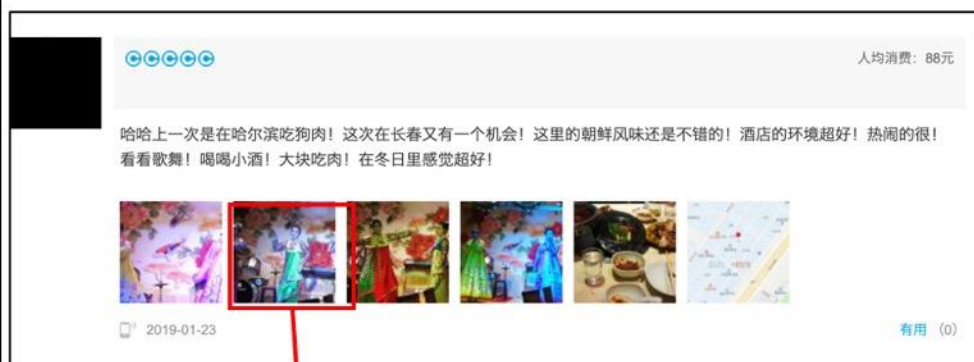 人均消费：88元
哈哈上一次是在哈尔滨吃狗肉！这次在长春又有一个机会！这里的朝鲜风味还是不错的！酒店的环境超好！热闹的很！
看看歌舞！喝喝小酒！大块吃肉！在冬日里感觉超好！
2019-01-23
有用 （0）